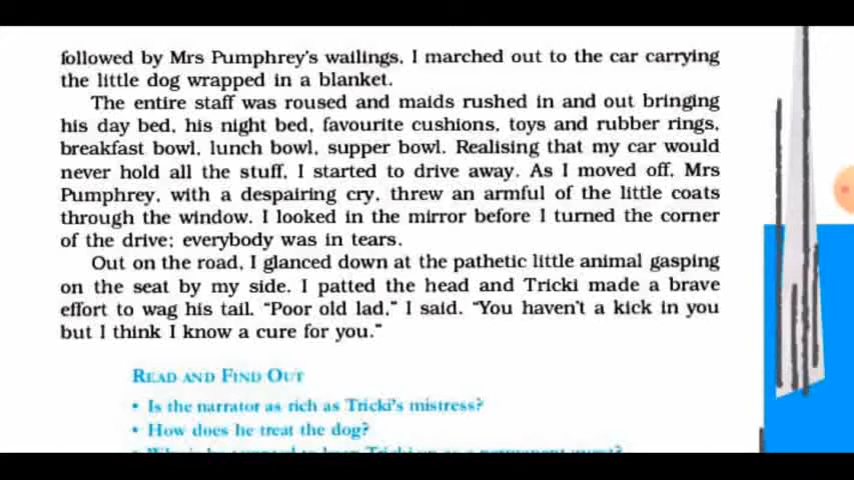 followed by Mrs Pumphrey's wailings, I marched out to the car carrying
the little dog wrapped in a blanket.
The entire staff was roused and maids rushed in and out bringing
his day bed, his night bed, favourite cushions, toys and rubber rings,
breakfast bowl, lunch bowl, supper bowl. Realising that my car would
never hold all the stuff, I started to drive away. As I moved off, Mrs
Pumphrey, with a despairing cry, threw an armful of the little coats
through the window. I looked in the mirror before I turned the corner
of the drive; everybody was in tears.
Out on the road, I glanced down at the pathetic little animal gasping
on the seat by my side. I patted the head and Tricki made a brave
effort to wag his tail. “Poor old lad,” I said. “You haven't a kick in you
but I think I know a cure for you.”
READ AND FIND OUT
• Is the narrator as rich as Tricki's mistress?
• How does he treat the dog?